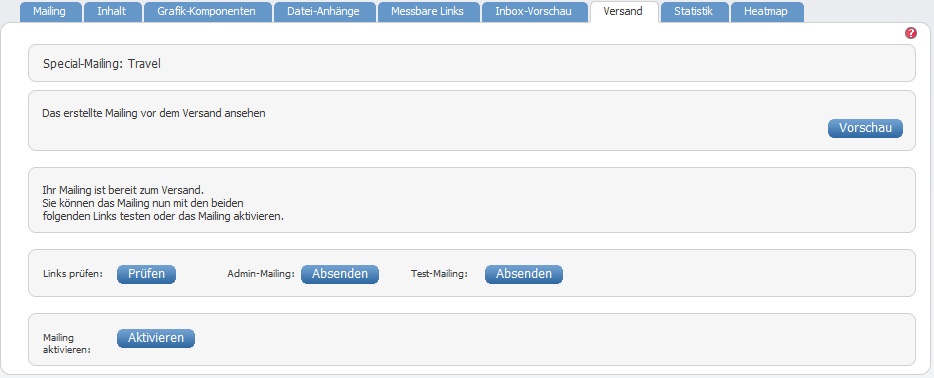 Mailing Inhalt Grafik-Komponenten Datei-Anhänge Messbare Links Inbox-Vorschau Versand Statistik Heatmap
?
Special-Mailing: Travel
Das erstellte Mailing vor dem Versand ansehen
Vorschau
Ihr Mailing ist bereit zum Versand.
Sie können das Mailing nun mit den beiden
folgenden Links testen oder das Mailing aktivieren.
Links prüfen: Prüfen Admin-Mailing: Absenden Test-Mailing: Absenden
Mailing
aktivieren:
Aktivieren